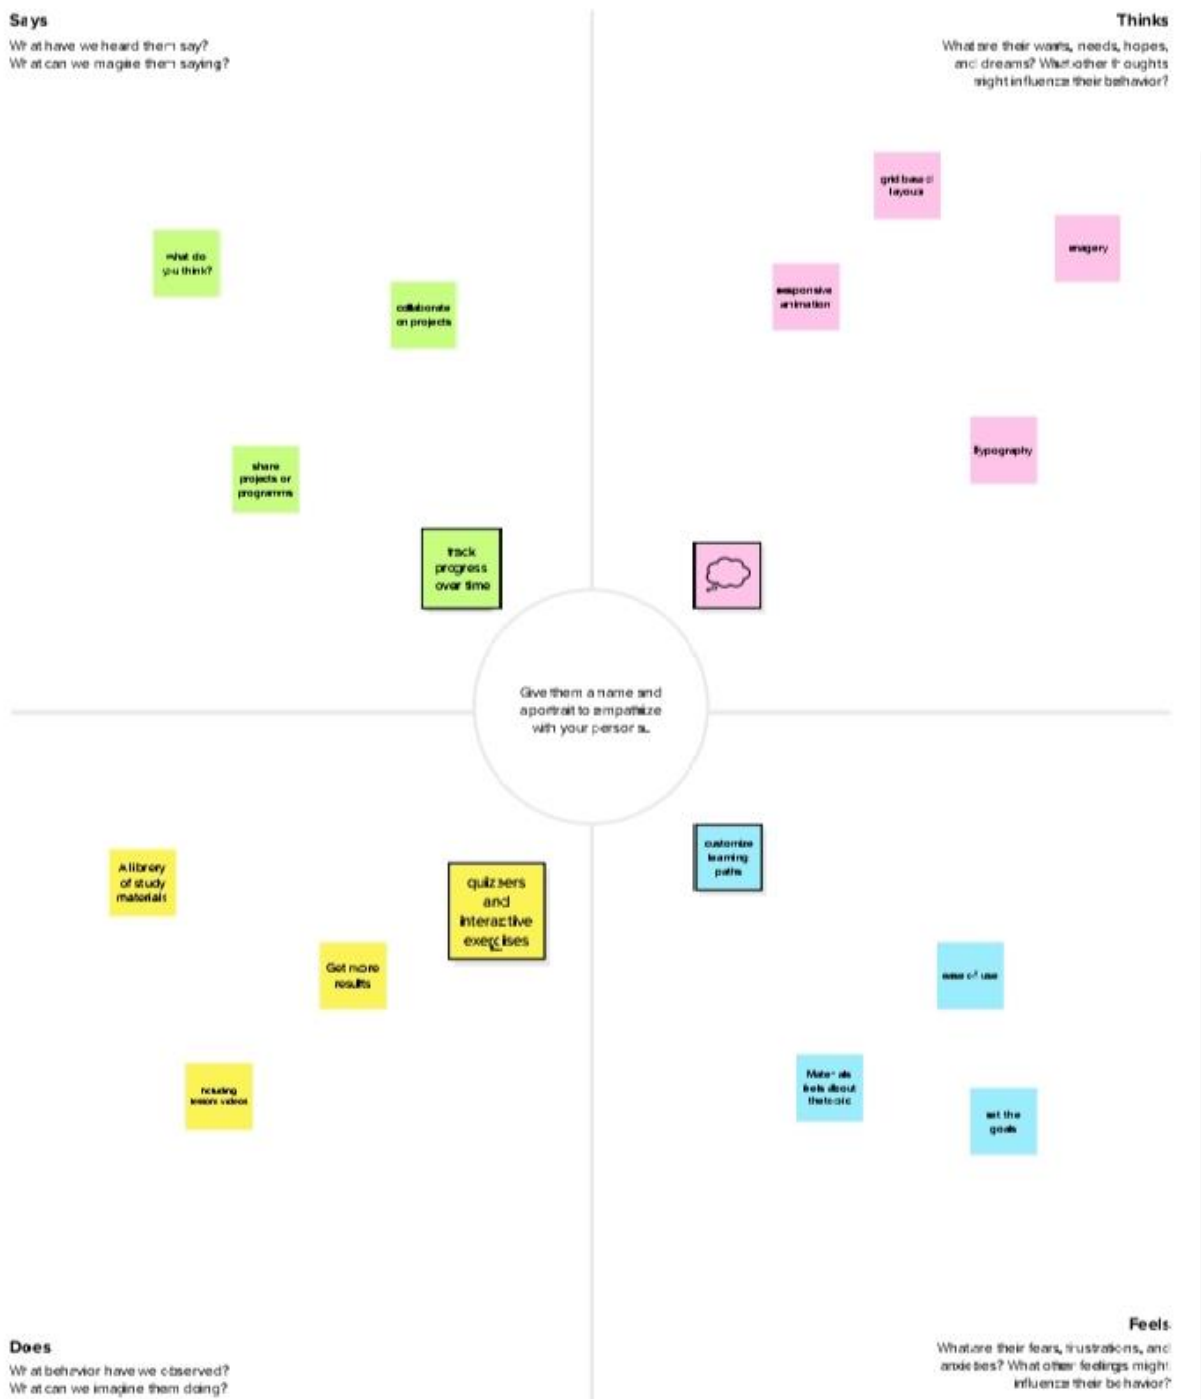 Says
What have we heard them say?
What can we imagine them saying?
Thinks
What are their wants, needs, hopes,
and dreams? What other thoughts
might influence their behavior?
grid based
layouts
imagery
responsive
animation
typography
what do
you think?
collaborate
on projects
share
projects or
programms
track
progress
over time
Give them a name and
a portrait to empathize
with your persona.
A library
of study
materials
quizzers
and
interactive
exercises
Get more
results
including
lesson videos
customize
learning
paths
ease of use
Materials
about
set the
goals
Does
What behavior have we observed?
What can we imagine them doing?
Feels
What are their fears, frustrations, and
anxieties? What other feelings might
influence their behavior?